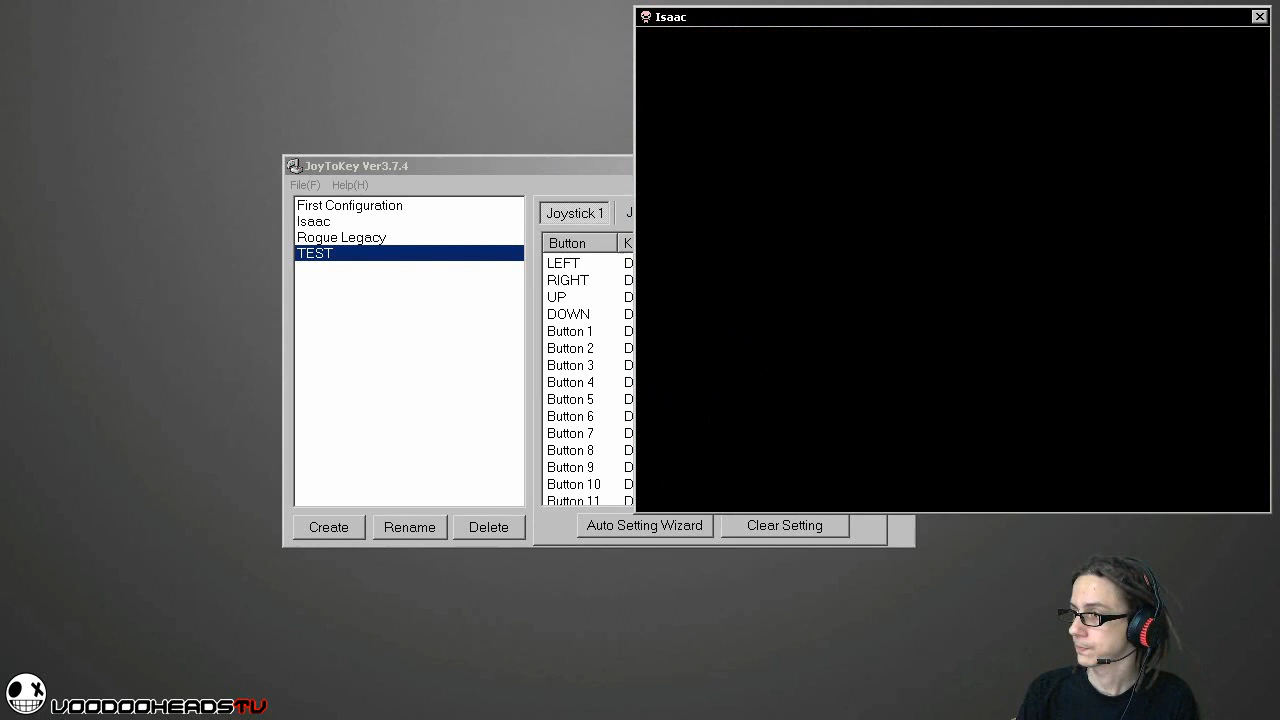 Isaac
JoyToKey Ver3.7.4
File(F) Help(H)
First Configuration
Isaac
Rogue Legacy
TEST
Joystick 1 J
Button K
LEFT D
RIGHT D
UP D
DOWN D
Button 1 D
Button 2 D
Button 3 D
Button 4 D
Button 5 D
Button 6 D
Button 7 D
Button 8 D
Button 9 D
Button 10 D
Button 11 D
Create Rename Delete
Auto Setting Wizard Clear Setting
VOODOOHEADSTV